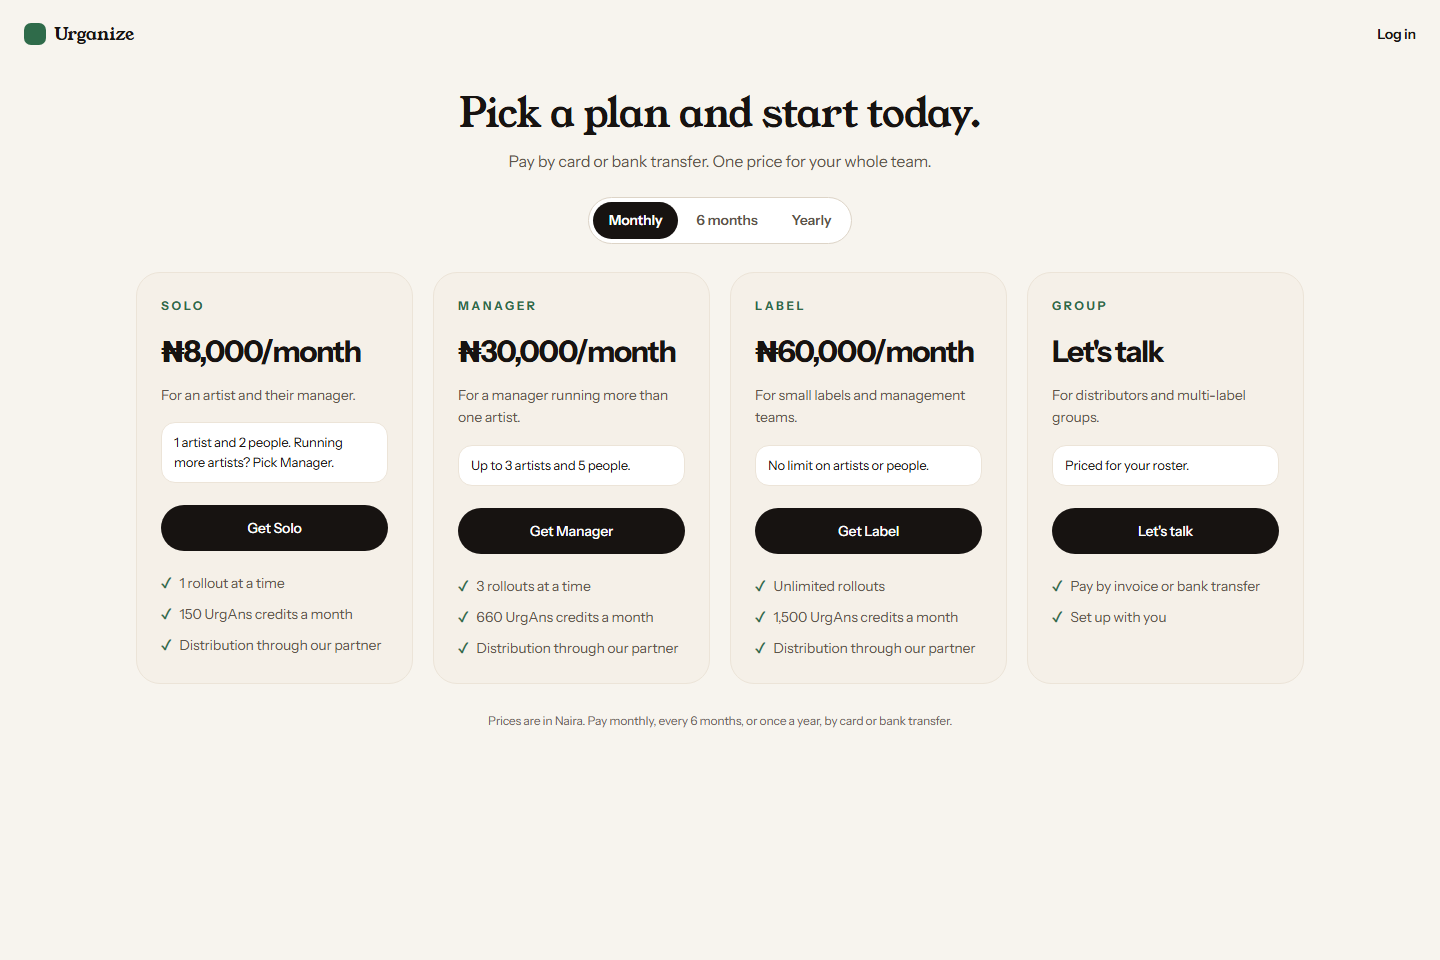 Urganize
Log in
Pick a plan and start today.
Pay by card or bank transfer. One price for your whole team.
Monthly
6 months
Yearly
SOLO
₦8,000/month
For an artist and their manager.
1 artist and 2 people. Running
more artists? Pick Manager.
Get Solo
✓ 1 rollout at a time
✓ 150 UrgAns credits a month
✓ Distribution through our partner
MANAGER
₦30,000/month
For a manager running more than
one artist.
Up to 3 artists and 5 people.
Get Manager
✓ 3 rollouts at a time
✓ 660 UrgAns credits a month
✓ Distribution through our partner
LABEL
₦60,000/month
For small labels and management
teams.
No limit on artists or people.
Get Label
✓ Unlimited rollouts
✓ 1,500 UrgAns credits a month
✓ Distribution through our partner
GROUP
Let's talk
For distributors and multi-label
groups.
Priced for your roster.
Let's talk
✓ Pay by invoice or bank transfer
✓ Set up with you
Prices are in Naira. Pay monthly, every 6 months, or once a year, by card or bank transfer.